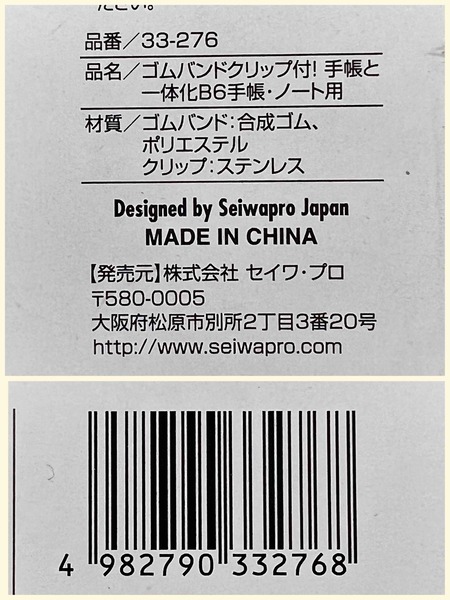 ださい。
品番／33-276
品名／ゴムバンドクリップ付! 手帳と
一体化B6手帳・ノート用
材質／ゴムバンド：合成ゴム、
ポリエステル
クリップ：ステンレス
Designed by Seiwapro Japan
MADE IN CHINA
【発売元】株式会社 セイワ・プロ
〒580-0005
大阪府松原市別所2丁目3番20号
http://www.seiwapro.com
4 982790 332768